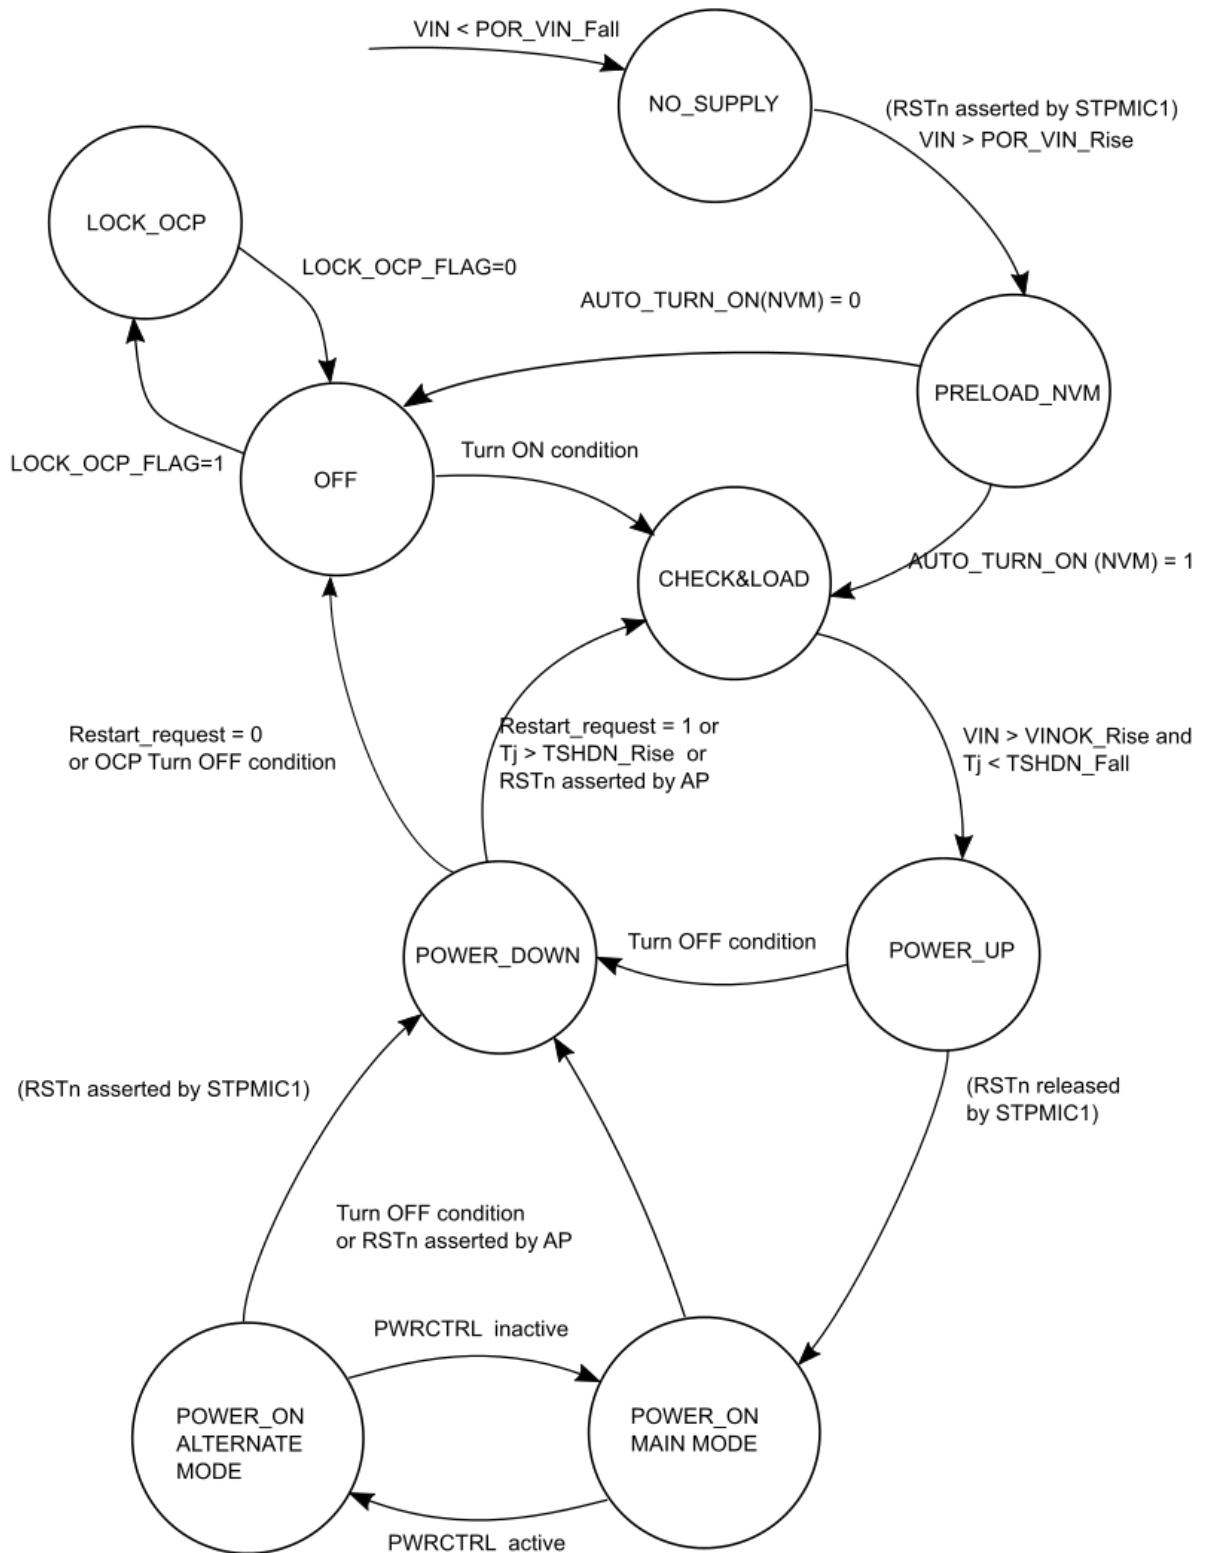 VIN < POR_VIN_Fall
NO_SUPPLY
(RSTn asserted by STPMIC1)
VIN > POR_VIN_Rise
LOCK_OCP
LOCK_OCP_FLAG=0
AUTO_TURN_ON(NVM) = 0
PRELOAD_NVM
LOCK_OCP_FLAG=1
OFF
Turn ON condition
CHECK&LOAD
AUTO_TURN_ON (NVM) = 1
Restart_request = 0
or OCP Turn OFF condition
Restart_request = 1 or
Tj > TSHDN_Rise or
RSTn asserted by AP
VIN > VINOK_Rise and
Tj < TSHDN_Fall
POWER_DOWN
Turn OFF condition
POWER_UP
(RSTn asserted by STPMIC1)
(RSTn released
by STPMIC1)
Turn OFF condition
or RSTn asserted by AP
PWRCTRL inactive
POWER_ON
ALTERNATE
MODE
POWER_ON
MAIN MODE
PWRCTRL active